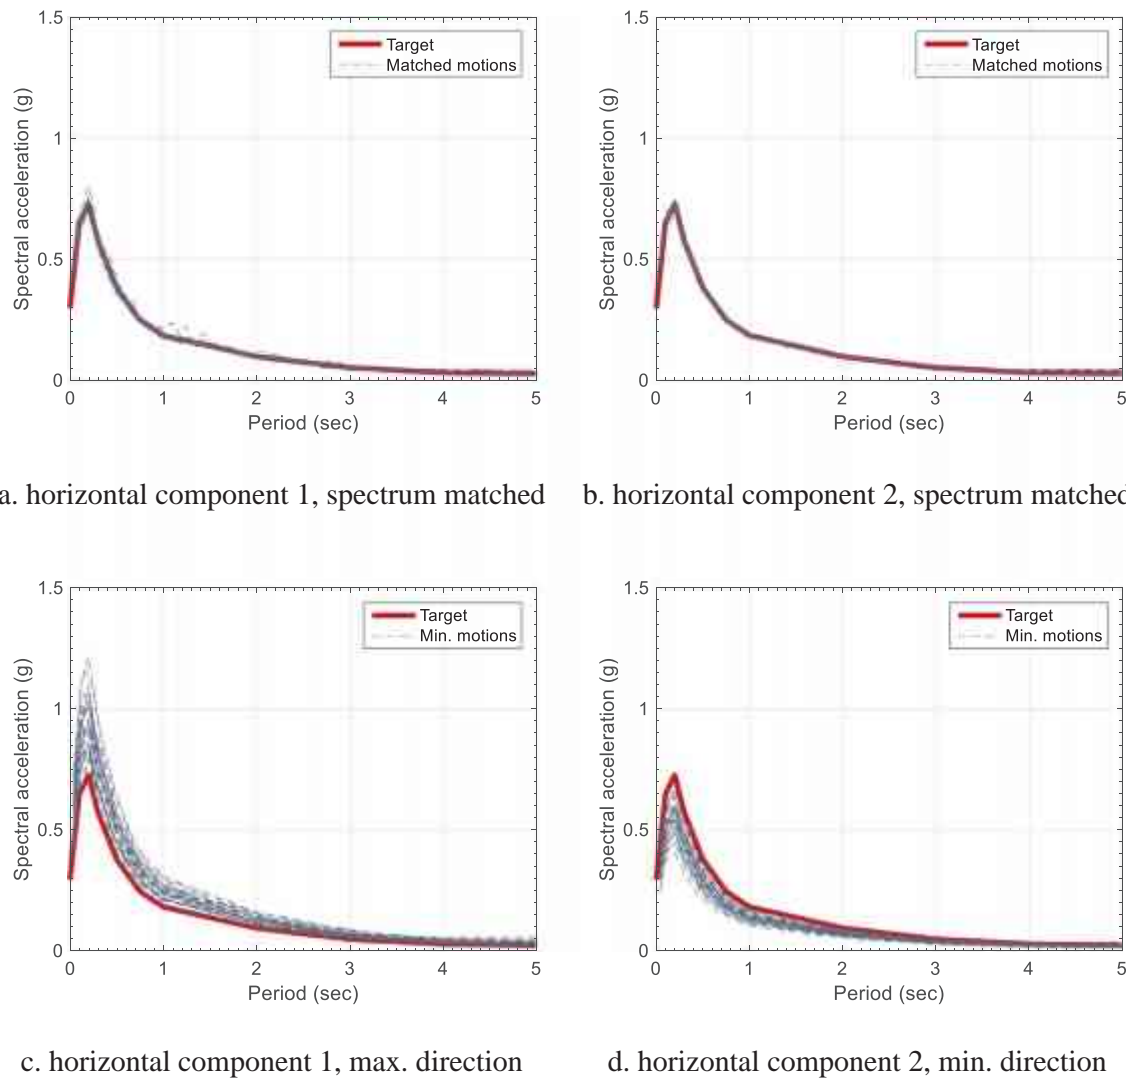 1.5
1
0.5
0
Spectral acceleration (g)
Target
Matched motions
0 1 2 3 4 5
Period (sec)
a. horizontal component 1, spectrum matched
1.5
1
0.5
0
Spectral acceleration (g)
Target
Matched motions
0 1 2 3 4 5
Period (sec)
b. horizontal component 2, spectrum matched
1.5
1
0.5
0
Spectral acceleration (g)
Target
Min. motions
0 1 2 3 4 5
Period (sec)
c. horizontal component 1, max. direction
1.5
1
0.5
0
Spectral acceleration (g)
Target
Min. motions
0 1 2 3 4 5
Period (sec)
d. horizontal component 2, min. direction